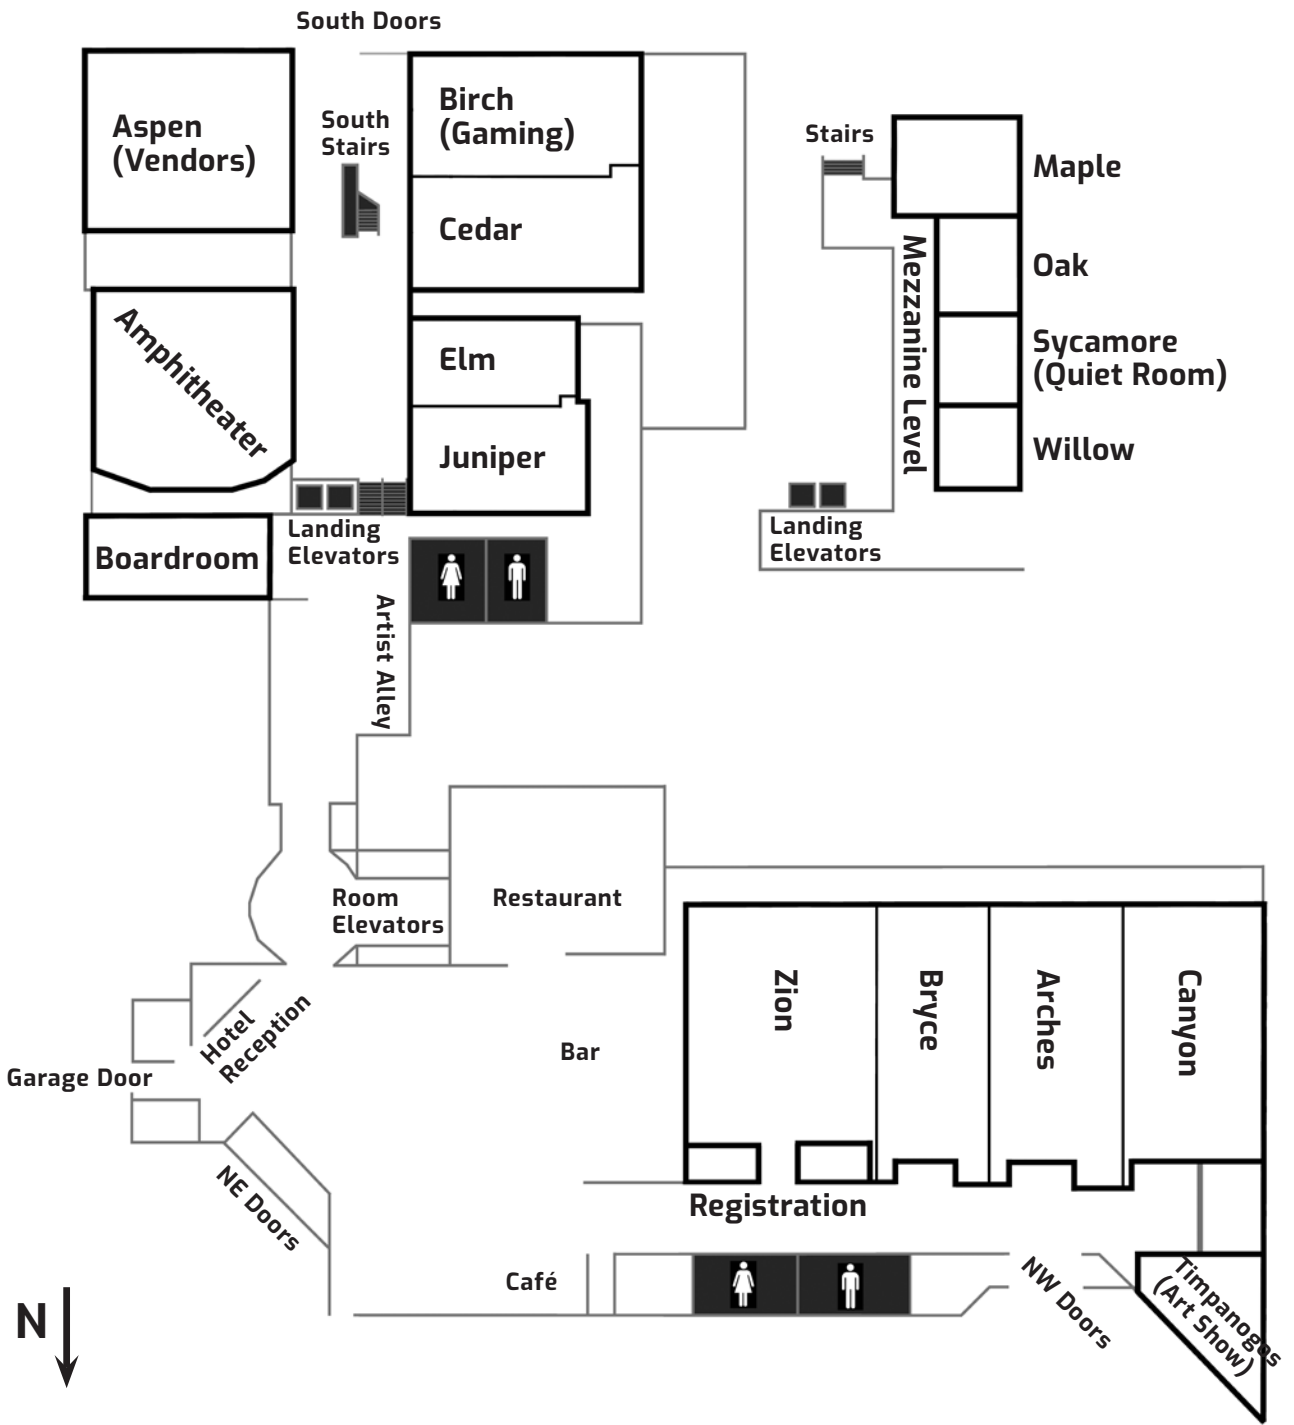 South Doors
Aspen
(Vendors)
South
Stairs
Birch
(Gaming)
Cedar
Stairs
Maple
Oak
Sycamore
(Quiet Room)
Willow
Mezzanine Level
Amphitheater
Elm
Juniper
Landing
Elevators
Landing
Elevators
Boardroom
Artist Alley
Room
Elevators
Restaurant
Zion
Bryce
Arches
Canyon
Hotel
Reception
Bar
Garage Door
NE Doors
Registration
Café
NW Doors
Timpanogos
(Art Show)
N